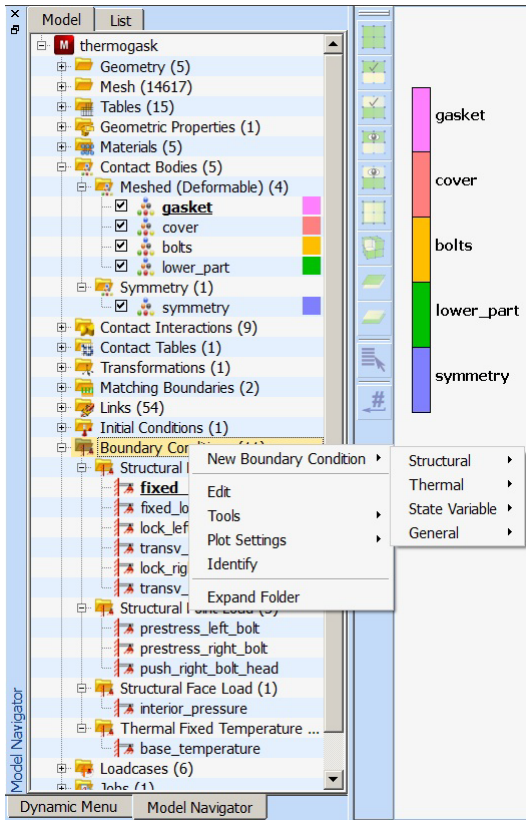 Model List
thermogask
Geometry (5)
Mesh (14617)
Tables (15)
Geometric Properties (1)
Materials (5)
Contact Bodies (5)
Meshed (Deformable) (4)
gasket
cover
bolts
lower_part
Symmetry (1)
symmetry
Contact Interactions (9)
Contact Tables (1)
Transformations (1)
Matching Boundaries (2)
Links (54)
Initial Conditions (1)
Boundary Con
Structural
fixed_
fixed_lo
lock_lef
transv_
lock_rig
transv_
Structural
prestress_left_bolt
prestress_right_bolt
push_right_bolt_head
Structural Face Load (1)
interior_pressure
Thermal Fixed Temperature ...
base_temperature
Loadcases (6)
Jobs (1)
New Boundary Condition
Edit
Tools
Plot Settings
Identify
Expand Folder
Structural
Thermal
State Variable
General
gasket
cover
bolts
lower_part
symmetry
Model Navigator
Dynamic Menu Model Navigator